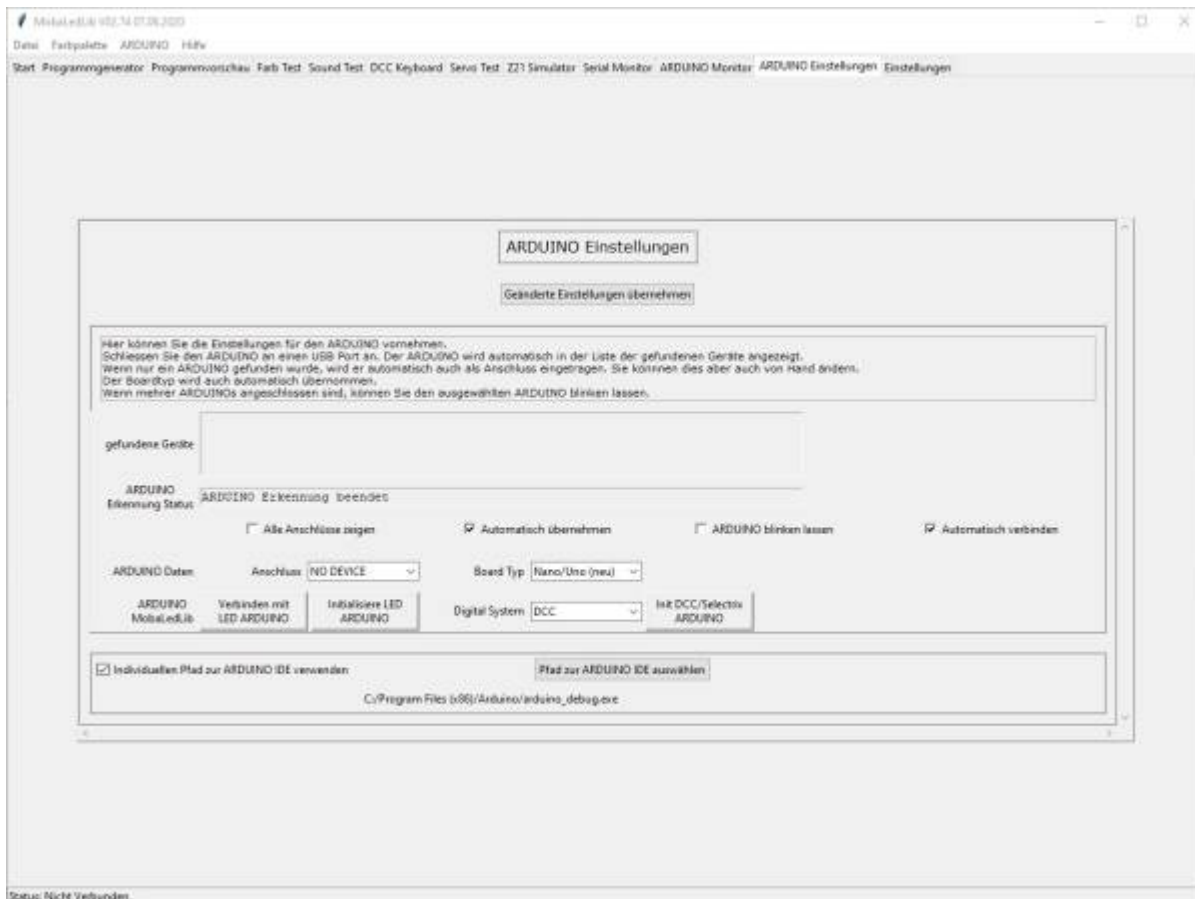 MobaLedLib V02.74 07.06.2020
Datei Farbpalette ARDUINO Hilfe
Start Programmgenerator Programmvorschau Farb Test Sound Test DCC Keyboard Servo Test Z21 Simulator Serial Monitor ARDUINO Monitor ARDUINO Einstellungen Einstellungen
ARDUINO Einstellungen
Geänderte Einstellungen übernehmen
Hier können Sie die Einstellungen für den ARDUINO vornehmen.
Schliessen Sie den ARDUINO an einen USB Port an. Der ARDUINO wird automatisch in der Liste der gefundenen Geräte angezeigt.
Wenn nur ein ARDUINO gefunden wurde, wird er automatisch auch als Anschluss eingetragen. Sie könnnen dies aber auch von Hand ändern.
Der Boardtyp wird auch automatisch übernommen.
Wenn mehrer ARDUINOs angeschlossen sind, können Sie den ausgewählten ARDUINO blinken lassen.
gefundene Geräte
ARDUINO
Erkennung Status
ARDUINO Erkennung beendet
Alle Anschlüsse zeigen Automatisch übernehmen ARDUINO blinken lassen Automatisch verbinden
ARDUINO Daten Anschluss NO DEVICE Board Typ Nano/Uno (neu)
ARDUINO
MobaLedLib
Verbinden mit
LED ARDUINO
Initialisiere LED
ARDUINO
Digital System DCC
Init DCC/Selectrix
ARDUINO
Individuellen Pfad zur ARDUINO IDE verwenden Pfad zur ARDUINO IDE auswählen
C:/Program Files (x86)/Arduino/arduino_debug.exe
Status: Nicht Verbunden